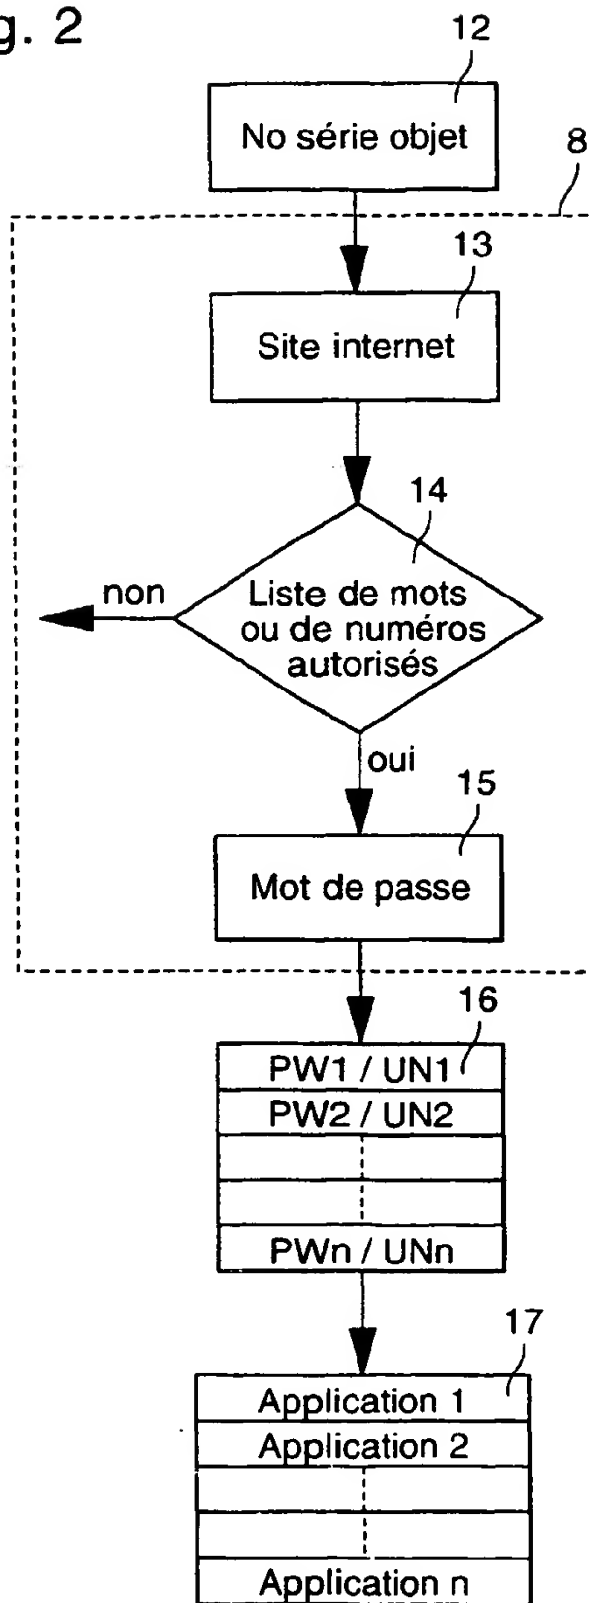 g. 2
12
No série objet
8
13
Site internet
14
non
Liste de mots
ou de numéros
autorisés
oui
15
Mot de passe
16
PW1 / UN1
PW2 / UN2
PWn / UNn
17
Application 1
Application 2
Application n